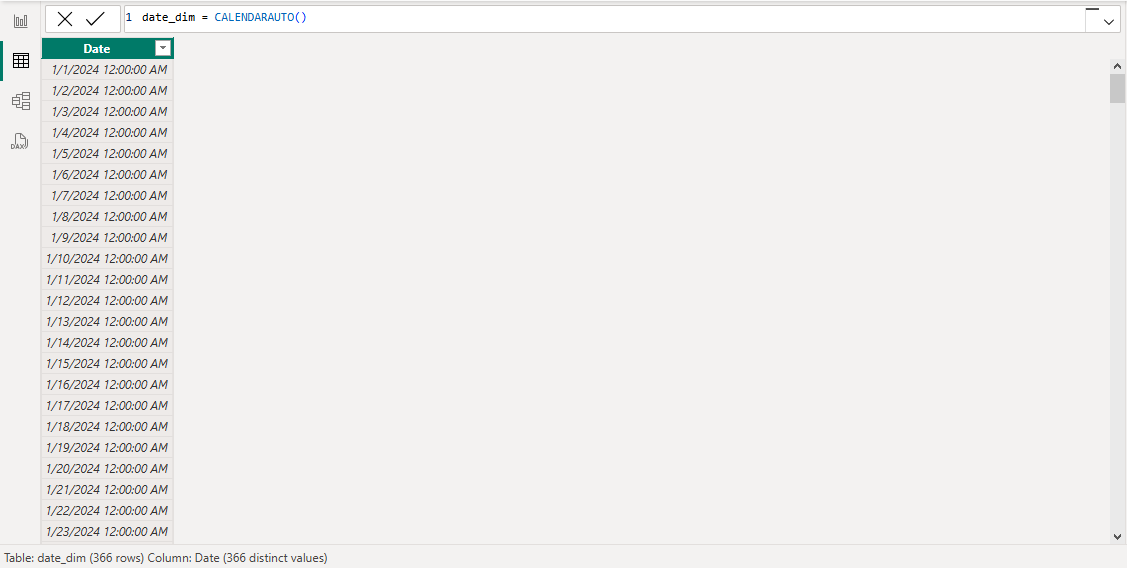 1 date_dim = CALENDARAUTO()
Date
1/1/2024 12:00:00 AM
1/2/2024 12:00:00 AM
1/3/2024 12:00:00 AM
1/4/2024 12:00:00 AM
DAX
1/5/2024 12:00:00 AM
1/6/2024 12:00:00 AM
1/7/2024 12:00:00 AM
1/8/2024 12:00:00 AM
1/9/2024 12:00:00 AM
1/10/2024 12:00:00 AM
1/11/2024 12:00:00 AM
1/12/2024 12:00:00 AM
1/13/2024 12:00:00 AM
1/14/2024 12:00:00 AM
1/15/2024 12:00:00 AM
1/16/2024 12:00:00 AM
1/17/2024 12:00:00 AM
1/18/2024 12:00:00 AM
1/19/2024 12:00:00 AM
1/20/2024 12:00:00 AM
1/21/2024 12:00:00 AM
1/22/2024 12:00:00 AM
1/23/2024 12:00:00 AM
Table: date_dim (366 rows) Column: Date (366 distinct values)